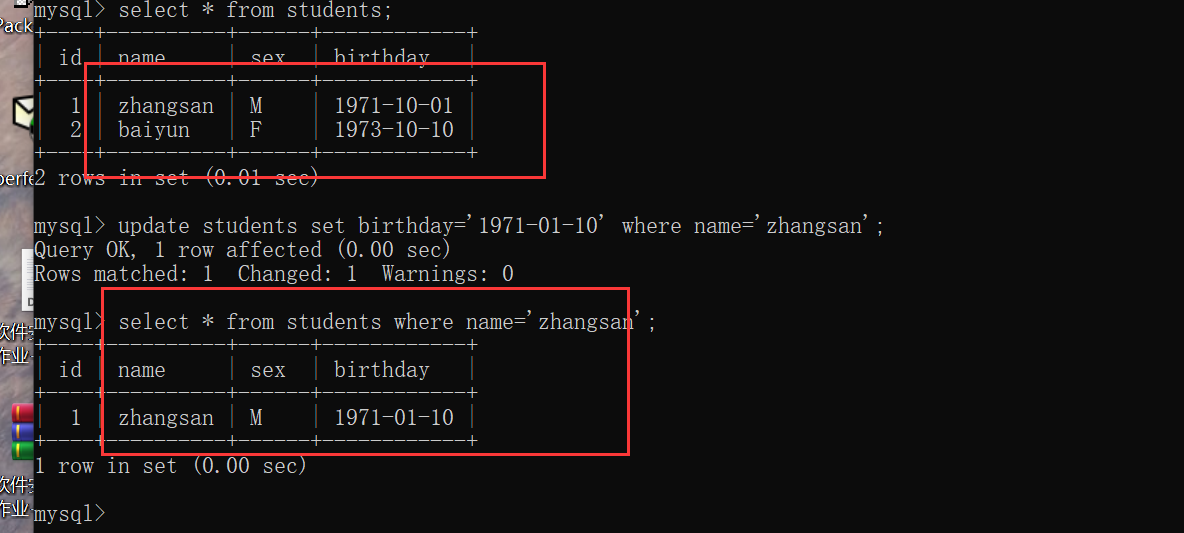 mysql> select * from students;
Pack
+----+----------+------+------------+
| id | name     | sex  | birthday   |
+----+----------+------+------------+
|  1 | zhangsan | M    | 1971-10-01 |
|  2 | baiyun   | F    | 1973-10-10 |
+----+----------+------+------------+
2 rows in set (0.01 sec)
mysql> update students set birthday='1971-01-10' where name='zhangsan';
Query OK, 1 row affected (0.00 sec)
Rows matched: 1  Changed: 1  Warnings: 0
mysql> select * from students where name='zhangsan';
+----+----------+------+------------+
| id | name     | sex  | birthday   |
+----+----------+------+------------+
|  1 | zhangsan | M    | 1971-01-10 |
+----+----------+------+------------+
1 row in set (0.00 sec)
mysql>
软件
作业
软件
作业